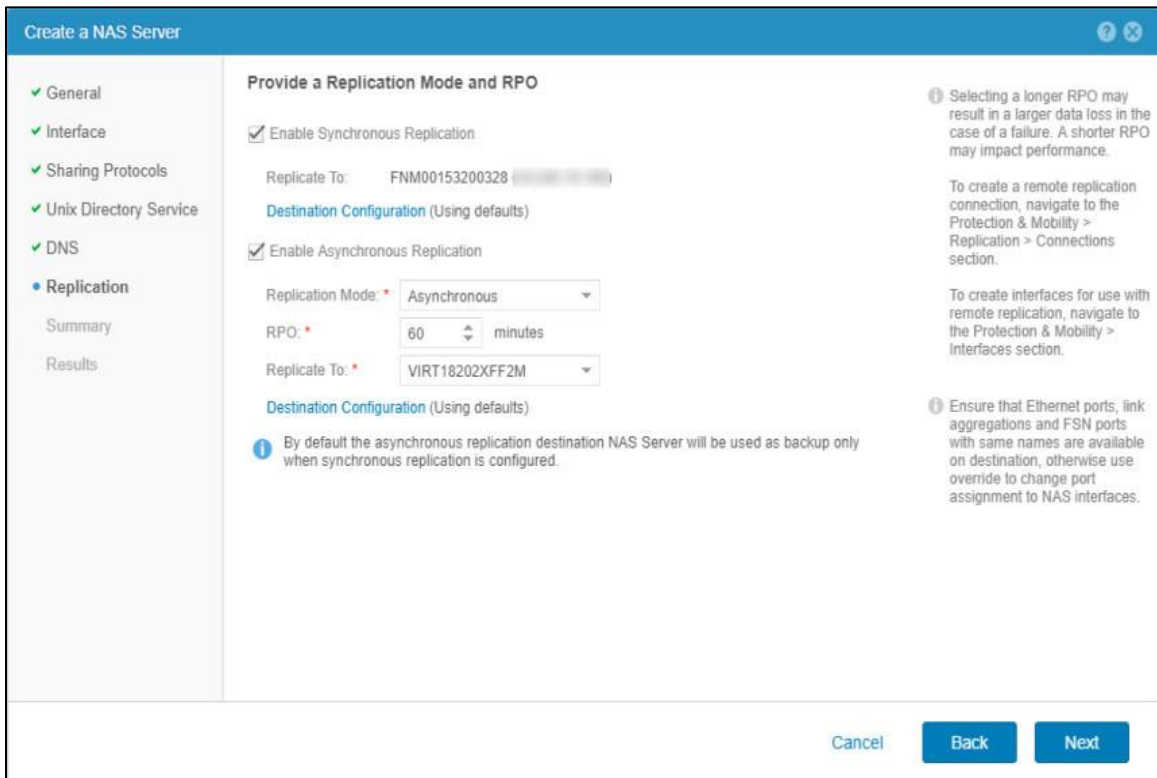 Create a NAS Server
General
Interface
Sharing Protocols
Unix Directory Service
DNS
Replication
Summary
Results
Provide a Replication Mode and RPO
Enable Synchronous Replication
Replicate To: FNM00153200328 (
Destination Configuration (Using defaults)
Enable Asynchronous Replication
Replication Mode: * Asynchronous
RPO: * 60 minutes
Replicate To: * VIRT18202XFF2M
Destination Configuration (Using defaults)
By default the asynchronous replication destination NAS Server will be used as backup only
when synchronous replication is configured.
Selecting a longer RPO may
result in a larger data loss in the
case of a failure. A shorter RPO
may impact performance.
To create a remote replication
connection, navigate to the
Protection & Mobility >
Replication > Connections
section.
To create interfaces for use with
remote replication, navigate to
the Protection & Mobility >
Interfaces section.
Ensure that Ethernet ports, link
aggregations and FSN ports
with same names are available
on destination, otherwise use
override to change port
assignment to NAS interfaces.
Cancel
Back
Next